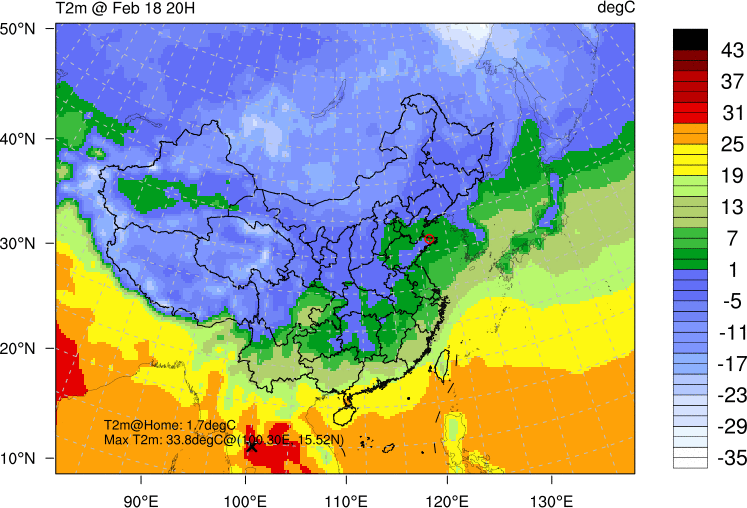 T2m @ Feb 18 20H degC
50°N
40°N
30°N
20°N
10°N
90°E 100°E 110°E 120°E 130°E
T2m@Home: 1.7degC
Max T2m: 33.8degC@(100.30E, 15.52N)
43
37
31
25
19
13
7
1
-5
-11
-17
-23
-29
-35